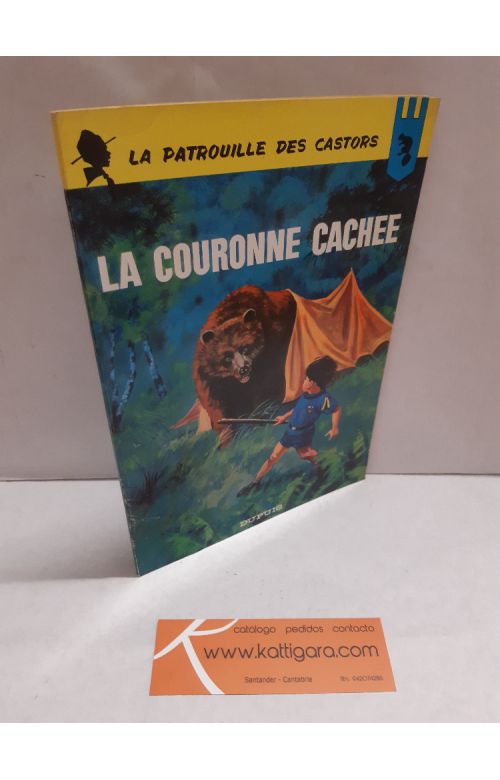 LA PATROUILLE DES CASTORS
LA COURONNE CACHEE
DUPUIS
catálogo pedidos contacto
www.kattigara.com
Santander - Cantabria